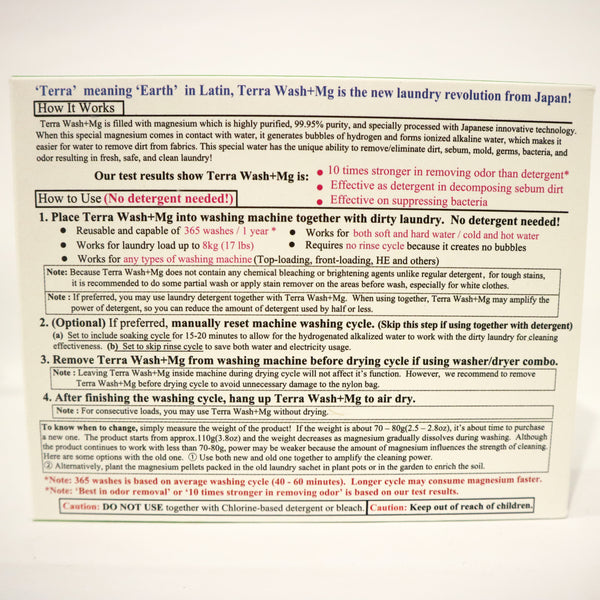 ‘Terra’ meaning ‘Earth’ in Latin, Terra Wash+Mg is the new laundry revolution from Japan!
How It Works
Terra Wash+Mg is filled with magnesium which is highly purified, 99.95% purity, and specially processed with Japanese innovative technology.
When this special magnesium comes in contact with water, it generates bubbles of hydrogen and forms ionized alkaline water, which makes it
easier for water to remove dirt from fabrics. This special water has the unique ability to remove/eliminate dirt, sebum, mold, germs, bacteria, and
odor resulting in fresh, safe, and clean laundry!
Our test results show Terra Wash+Mg is:
● 10 times stronger in removing odor than detergent*
● Effective as detergent in decomposing sebum dirt
● Effective on suppressing bacteria
How to Use (No detergent needed!)
1. Place Terra Wash+Mg into washing machine together with dirty laundry. No detergent needed!
● Reusable and capable of 365 washes / 1 year * ● Works for both soft and hard water / cold and hot water
● Works for laundry load up to 8kg (17 lbs) ● Requires no rinse cycle because it creates no bubbles
● Works for any types of washing machine (Top-loading, front-loading, HE and others)
Note: Because Terra Wash+Mg does not contain any chemical bleaching or brightening agents unlike regular detergent, for tough stains,
it is recommended to do some partial wash or apply stain remover on the areas before wash, especially for white clothes.
Note : If preferred, you may use laundry detergent together with Terra Wash+Mg. When using together, Terra Wash+Mg may amplify the
power of detergent, so you can reduce the amount of detergent used by half or less.
2. (Optional) If preferred, manually reset machine washing cycle. (Skip this step if using together with detergent)
(a) Set to include soaking cycle for 15-20 minutes to allow for the hydrogenated alkalized water to work with the dirty laundry for cleaning
effectiveness. (b) Set to skip rinse cycle to save both water and electricity usage.
3. Remove Terra Wash+Mg from washing machine before drying cycle if using washer/dryer combo.
Note : Leaving Terra Wash+Mg inside machine during drying cycle will not affect it’s function. However, we recommend to remove
Terra Wash+Mg before drying cycle to avoid unnecessary damage to the nylon bag.
4. After finishing the washing cycle, hang up Terra Wash+Mg to air dry.
Note : For consecutive loads, you may use Terra Wash+Mg without drying.
To know when to change, simply measure the weight of the product! If the weight is about 70 – 80g(2.5 – 2.8oz), it’s about time to purchase
a new one. The product starts from approx.110g(3.8oz) and the weight decreases as magnesium gradually dissolves during washing. Although
the product continues to work with less than 70-80g, power may be weaker because the amount of magnesium influences the strength of cleaning.
Here are some options with the old one. ① Use both new and old one together to amplify the cleaning power.
② Alternatively, plant the magnesium pellets packed in the old laundry sachet in plant pots or in the garden to enrich the soil.
*Note: 365 washes is based on average washing cycle (40 - 60 minutes). Longer cycle may consume magnesium faster.
*Note: ‘Best in odor removal’ or ‘10 times stronger in removing odor’ is based on our test results.
Caution: DO NOT USE together with Chlorine-based detergent or bleach. Caution: Keep out of reach of children.